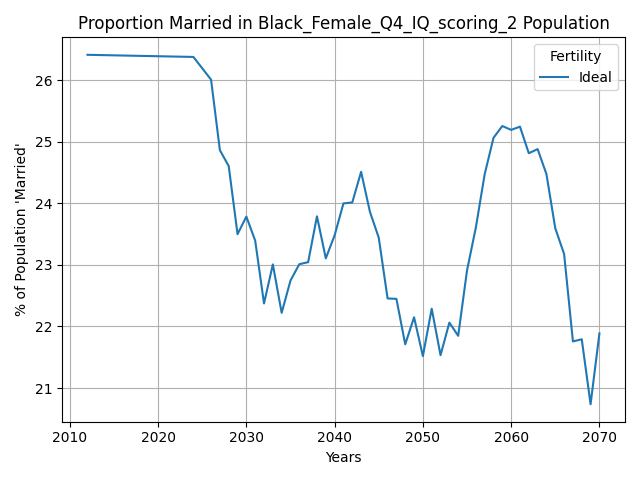 Proportion Married in Black_Female_Q4_IQ_scoring_2 Population
Fertility
Ideal
% of Population 'Married'
26
25
24
23
22
21
2010 2020 2030 2040 2050 2060 2070
Years